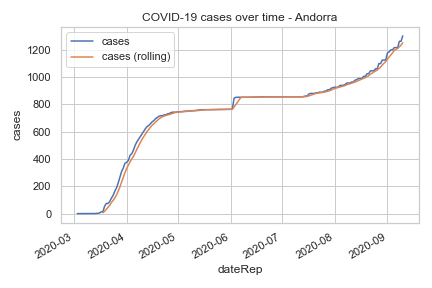 COVID-19 cases over time - Andorra
cases
cases (rolling)
1200
1000
800
600
400
200
0
cases
2020-03
2020-04
2020-05
2020-06
2020-07
2020-08
2020-09
dateRep